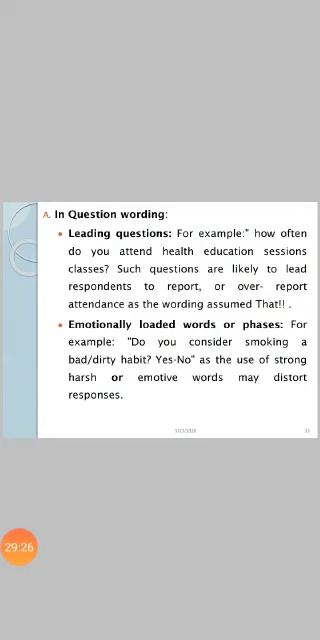 A. In Question wording:
• Leading questions: For example:" how often
do you attend health education sessions
classes? Such questions are likely to lead
respondents to report, or over- report
attendance as the wording assumed That!! .
• Emotionally loaded words or phases: For
example: "Do you consider smoking a
bad/dirty habit? Yes-No" as the use of strong
harsh or emotive words may distort
responses.
33
29:26